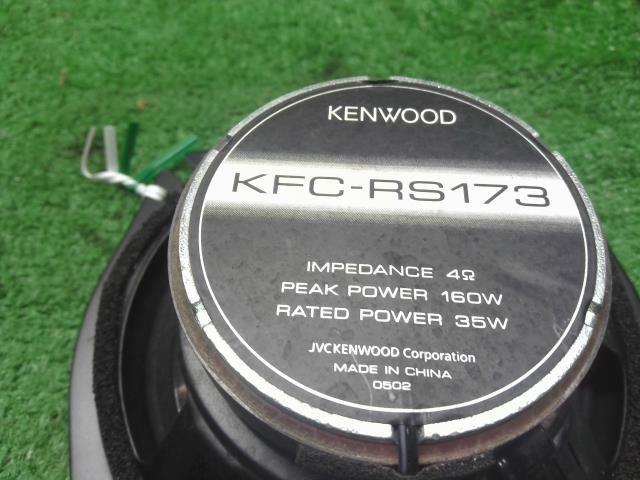 KENWOOD
KFC-RS173
IMPEDANCE 4Ω
PEAK POWER 160W
RATED POWER 35W
JVCKENWOOD Corporation
MADE IN CHINA
0502